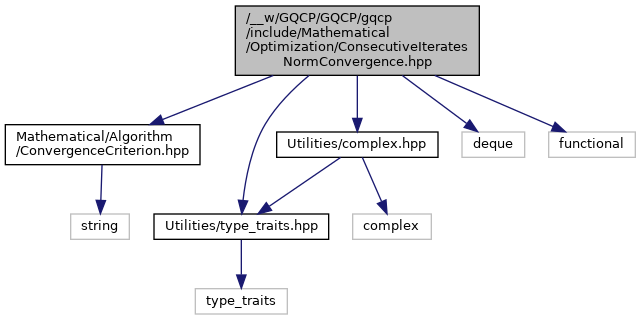 /__w/GQCP/GQCP/gqcp
/include/Mathematical
/Optimization/ConsecutiveIterates
NormConvergence.hpp
Mathematical/Algorithm
/ConvergenceCriterion.hpp
Utilities/complex.hpp
deque
functional
string
Utilities/type_traits.hpp
complex
type_traits